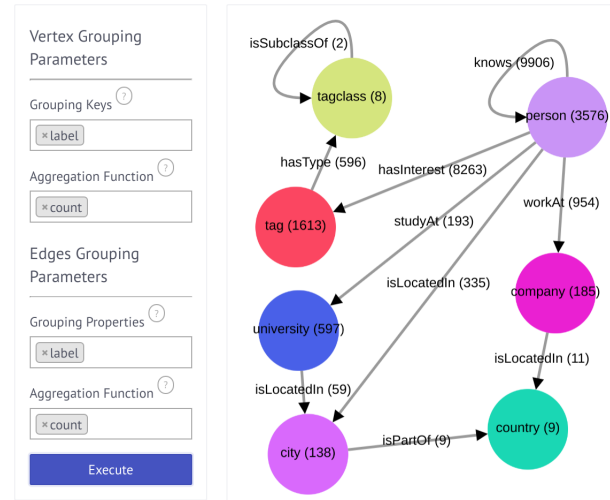 Vertex Grouping
Parameters
Grouping Keys ?
×label
Aggregation Function ?
×count
Edges Grouping
Parameters
Grouping Properties ?
×label
Aggregation Function ?
×count
Execute
isSubclassOf (2)
knows (9906)
tagclass (8)
person (3576)
hasType (596)
hasInterest (8263)
workAt (954)
tag (1613)
studyAt (193)
isLocatedIn (335)
company (185)
university (597)
isLocatedIn (11)
isLocatedIn (59)
country (9)
isPartOf (9)
city (138)